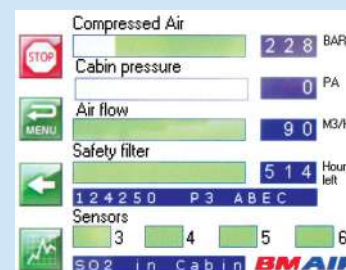 Compressed Air
STOP
228 BAR
Cabin pressure
0 PA
Air flow
MENU
90 M3/H
Safety filter
514 Hour left
124250 P3 ABEC
Sensors
3 4 5 6
SO2 in Cabin BMAIR